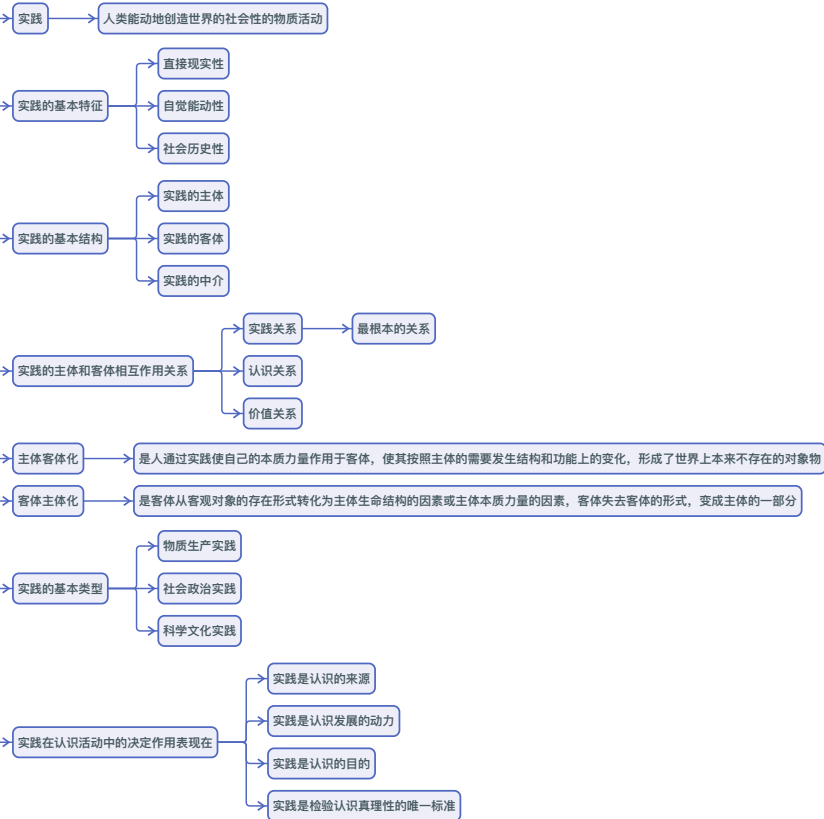 实践
人类能动地创造世界的社会性的物质活动
实践的基本特征
直接现实性
自觉能动性
社会历史性
实践的基本结构
实践的主体
实践的客体
实践的中介
实践的主体和客体相互作用关系
实践关系
最根本的关系
认识关系
价值关系
主体客体化
是人通过实践使自己的本质力量作用于客体，使其按照主体的需要发生结构和功能上的变化，形成了世界上本来不存在的对象物
客体主体化
是客体从客观对象的存在形式转化为主体生命结构的因素或主体本质力量的因素，客体失去客体的形式，变成主体的一部分
实践的基本类型
物质生产实践
社会政治实践
科学文化实践
实践在认识活动中的决定作用表现在
实践是认识的来源
实践是认识发展的动力
实践是认识的目的
实践是检验认识真理性的唯一标准